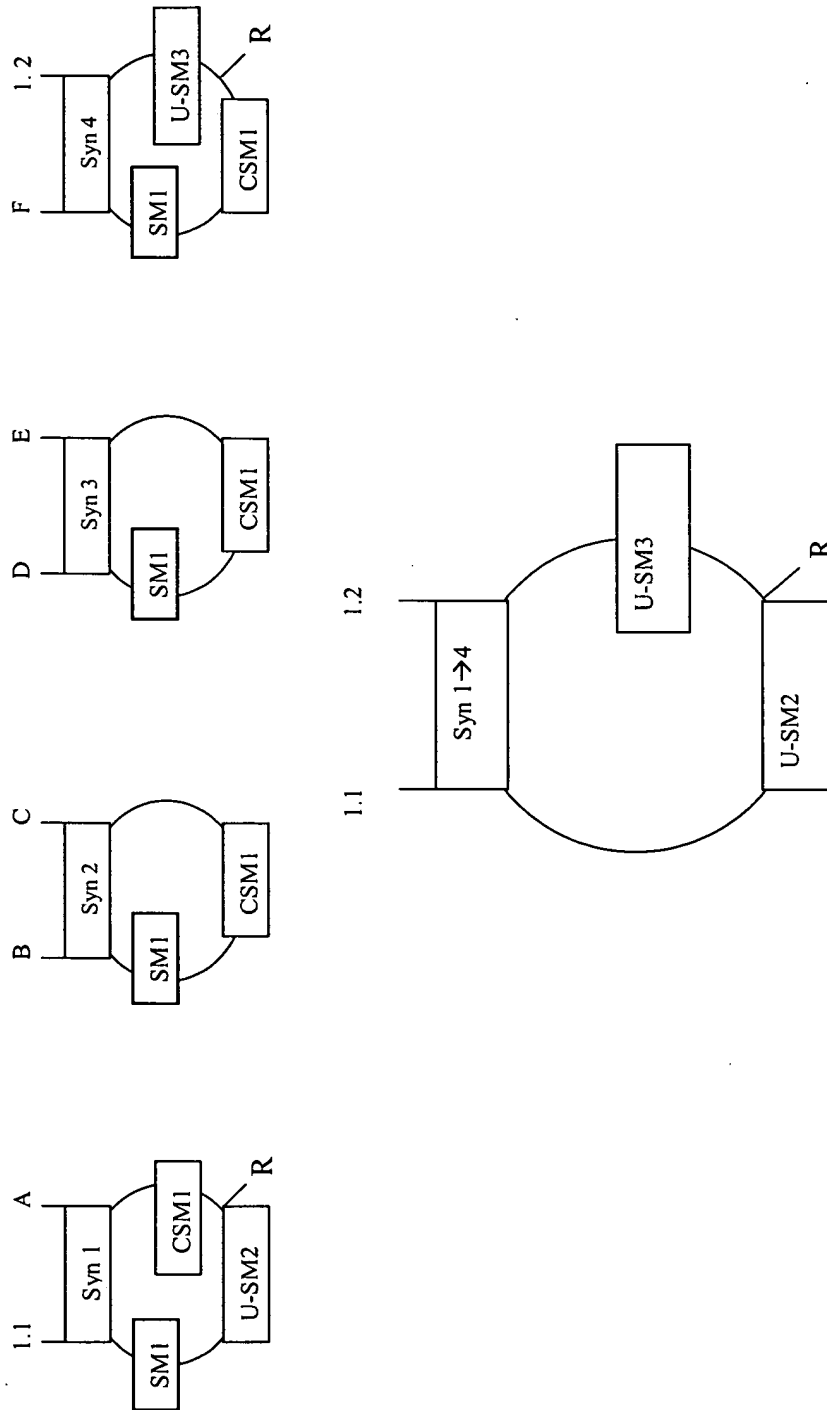 1.1
A
Syn 1
SM1
CSM1
U-SM2
R
B
C
Syn 2
SM1
CSM1
D
E
Syn 3
SM1
CSM1
F
1.2
Syn 4
SM1
U-SM3
CSM1
R
1.1
1.2
Syn 1→4
U-SM3
U-SM2
R